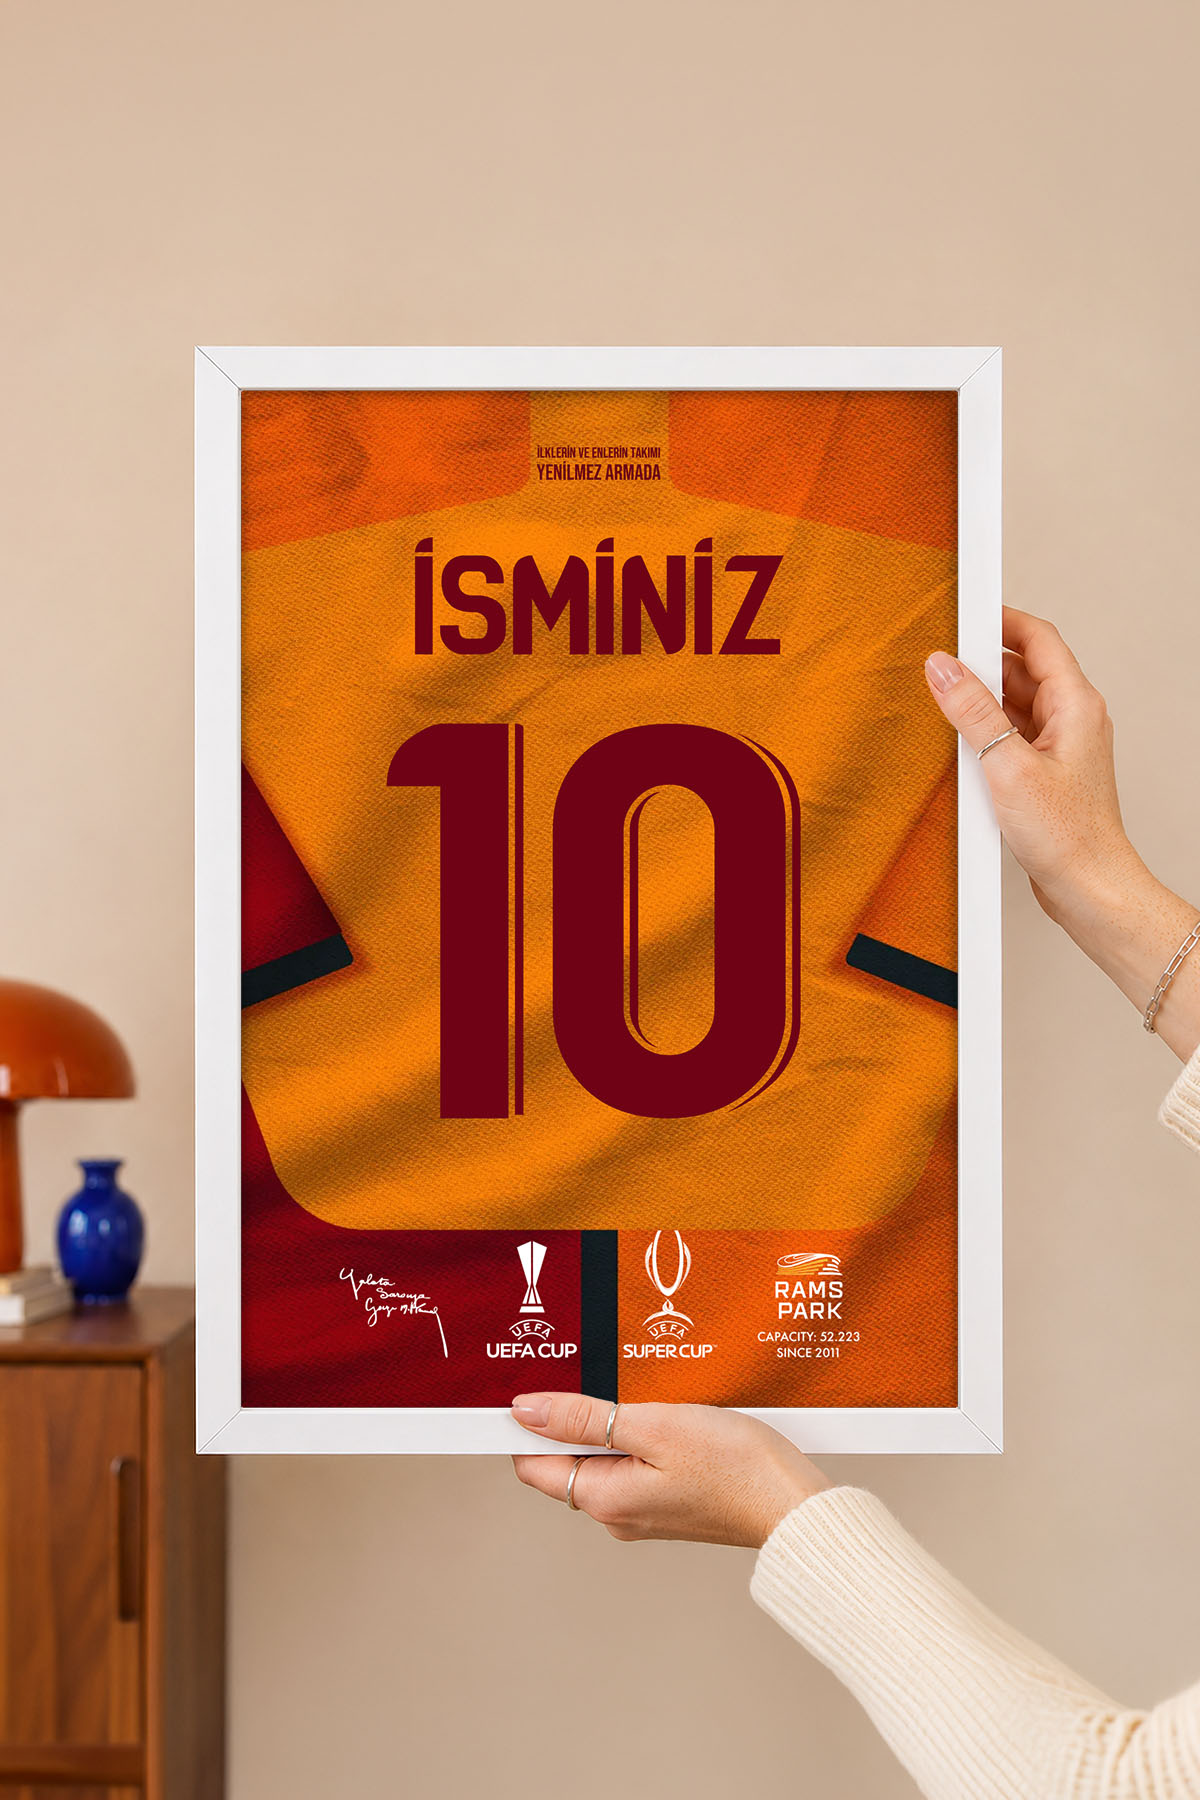 İLKLERİN VE ENLERİN TAKIMI
YENİLMEZ ARMADA
İSMİNİZ
10
UEFA
UEFA CUP
UEFA
SUPER CUP™
RAMS
PARK
CAPACITY: 52.223
SINCE 2011